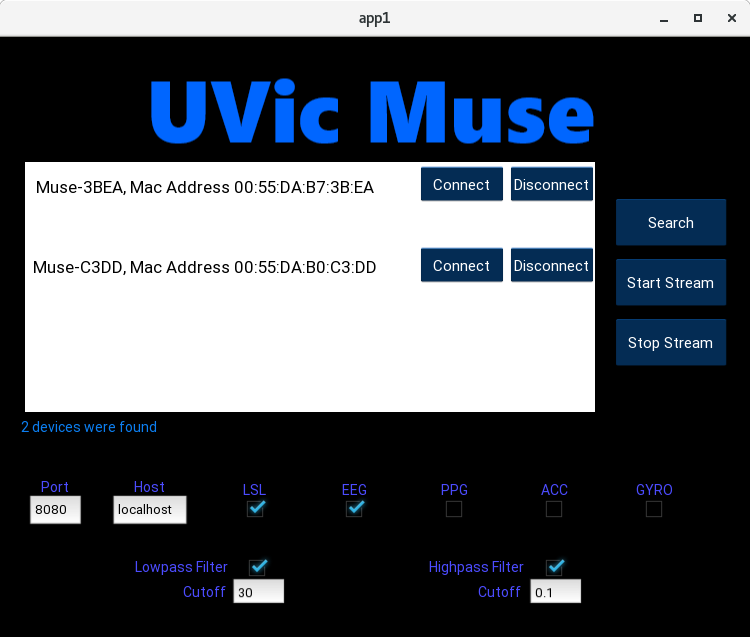 app1
UVic Muse
Muse-3BEA, Mac Address 00:55:DA:B7:3B:EA Connect Disconnect
Search
Muse-C3DD, Mac Address 00:55:DA:B0:C3:DD Connect Disconnect
Start Stream
Stop Stream
2 devices were found
Port Host LSL EEG PPG ACC GYRO
8080 localhost
Lowpass Filter Highpass Filter
Cutoff 30 Cutoff 0.1